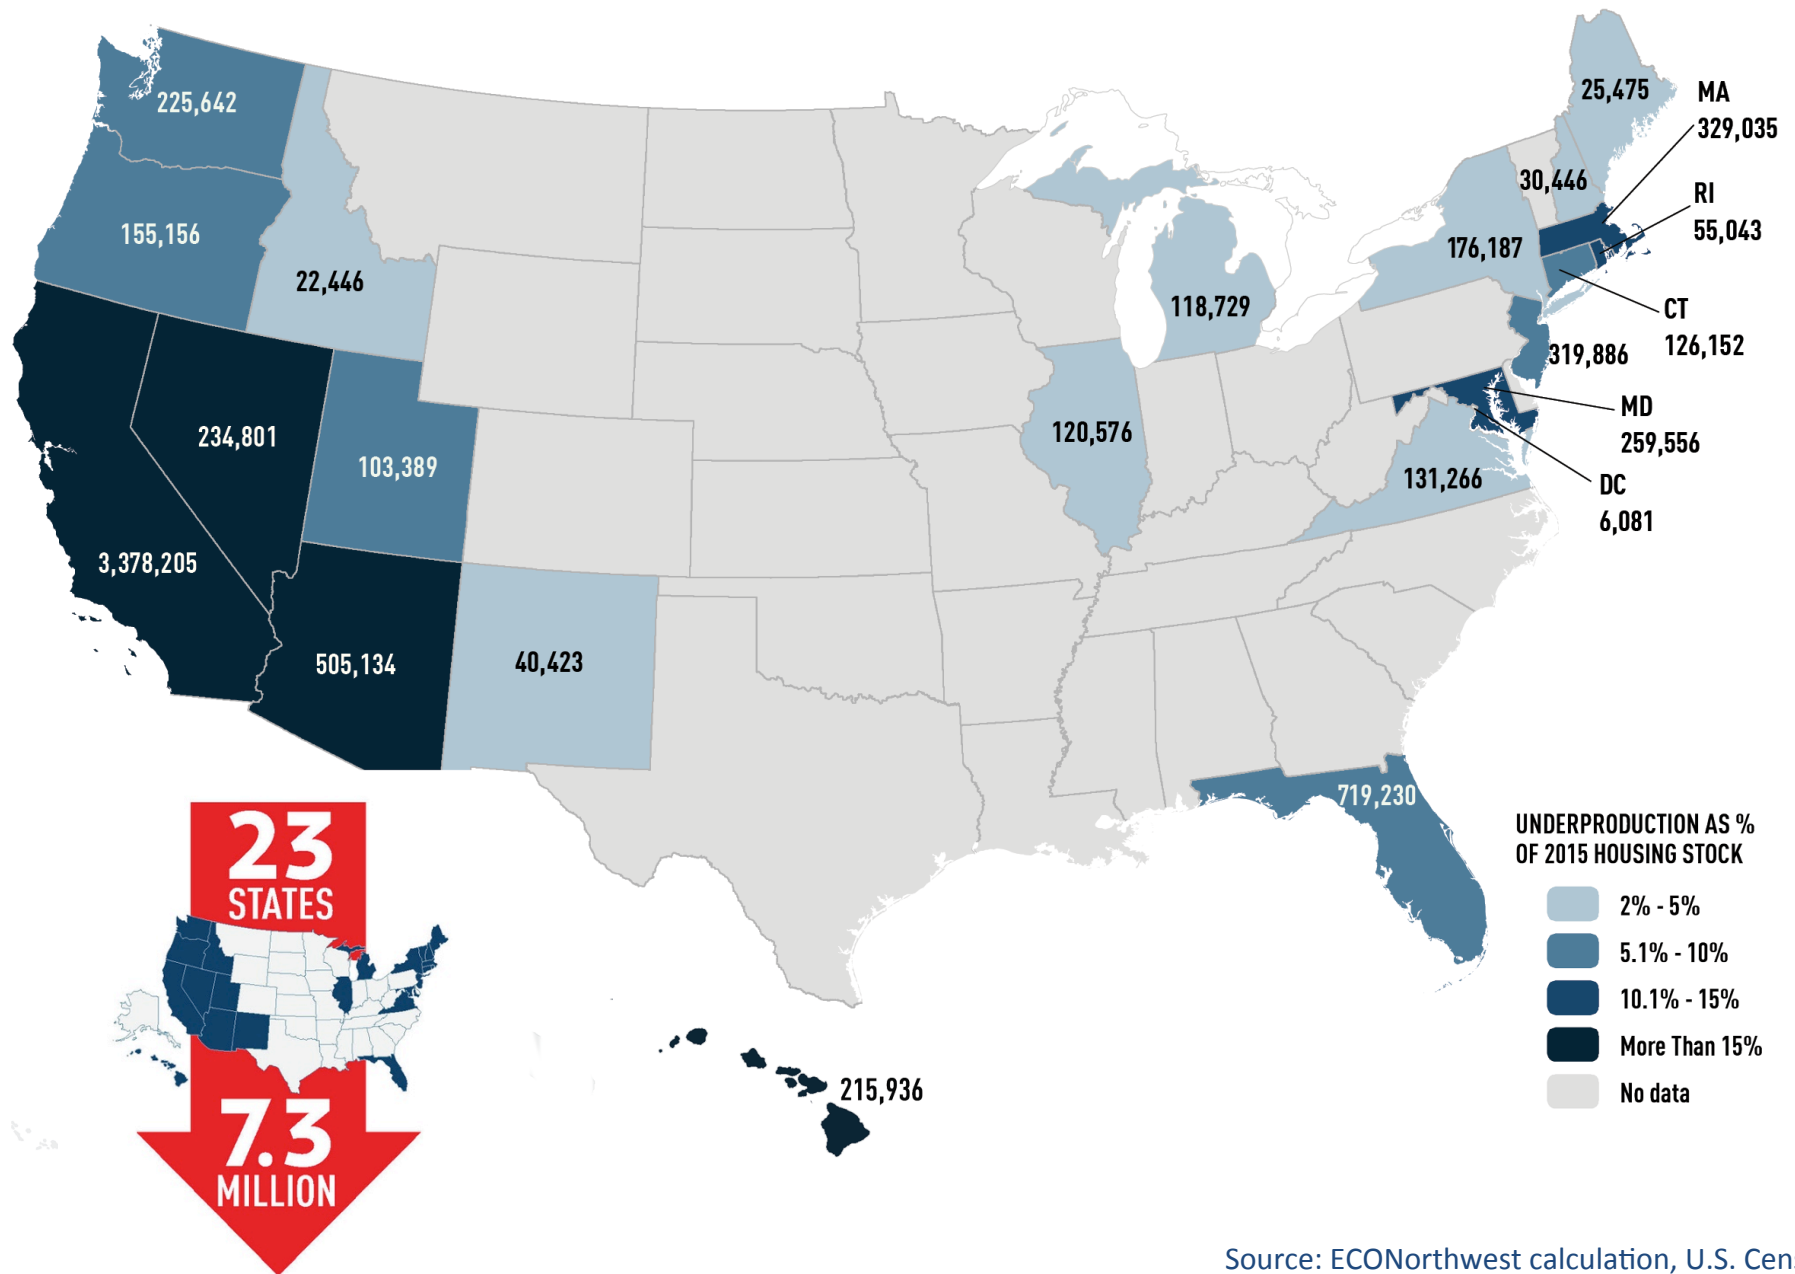 225,642
155,156
22,446
234,801
103,389
3,378,205
505,134
40,423
120,576
118,729
176,187
30,446
25,475
MA
329,035
RI
55,043
CT
126,152
319,886
MD
259,556
DC
6,081
131,266
719,230
215,936
UNDERPRODUCTION AS %
OF 2015 HOUSING STOCK
2% - 5%
5.1% - 10%
10.1% - 15%
More Than 15%
No data
23
STATES
7.3
MILLION
Source: ECONorthwest calculation, U.S. Cen